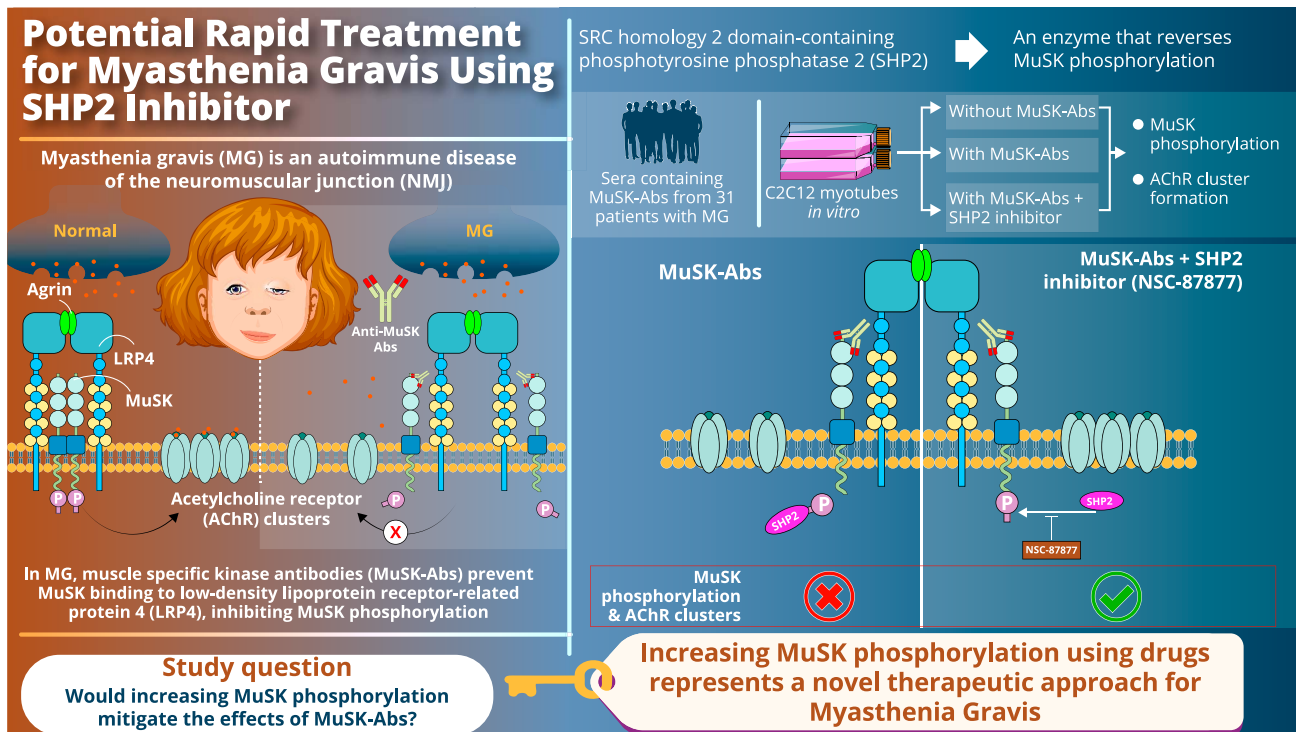 Potential Rapid Treatment
for Myasthenia Gravis Using
SHP2 Inhibitor
Myasthenia gravis (MG) is an autoimmune disease
of the neuromuscular junction (NMJ)
Normal
MG
Agrin
LRP4
MuSK
Anti-MuSK
Abs
P
P
P
P
Acetylcholine receptor
(AChR) clusters
X
In MG, muscle specific kinase antibodies (MuSK-Abs) prevent
MuSK binding to low-density lipoprotein receptor-related
protein 4 (LRP4), inhibiting MuSK phosphorylation
Study question
Would increasing MuSK phosphorylation
mitigate the effects of MuSK-Abs?
SRC homology 2 domain-containing
phosphotyrosine phosphatase 2 (SHP2)
An enzyme that reverses
MuSK phosphorylation
Sera containing
MuSK-Abs from 31
patients with MG
C2C12 myotubes
in vitro
Without MuSK-Abs
With MuSK-Abs
With MuSK-Abs +
SHP2 inhibitor
MuSK
phosphorylation
AChR cluster
formation
MuSK-Abs
MuSK-Abs + SHP2
inhibitor (NSC-87877)
SHP2
P
P
SHP2
NSC-87877
MuSK
phosphorylation
& AChR clusters
Increasing MuSK phosphorylation using drugs
represents a novel therapeutic approach for
Myasthenia Gravis